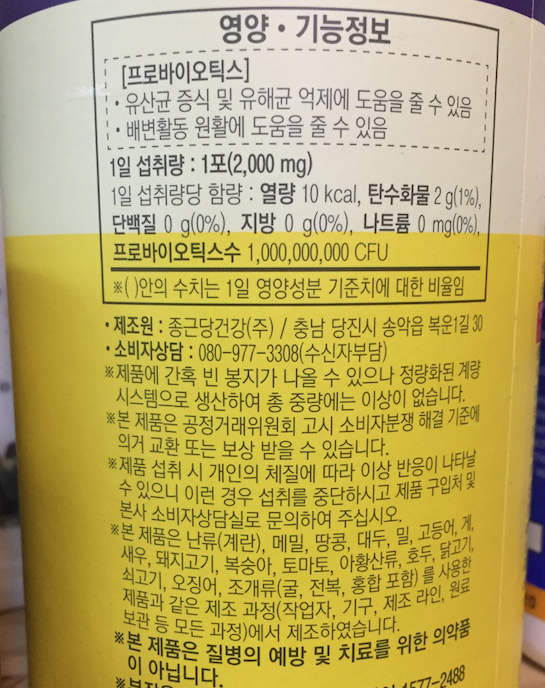 영양·기능정보
[프로바이오틱스]
· 유산균 증식 및 유해균 억제에 도움을 줄 수 있음
· 배변활동 원활에 도움을 줄 수 있음
1일 섭취량 : 1포(2,000 mg)
1일 섭취량당 함량 : 열량 10 kcal, 탄수화물 2 g(1%),
단백질 0 g(0%), 지방 0 g(0%), 나트륨 0 mg(0%),
프로바이오틱스수 1,000,000,000 CFU
※( )안의 수치는 1일 영양성분 기준치에 대한 비율임
· 제조원 : 종근당건강(주) / 충남 당진시 송악읍 복운1길 30
· 소비자상담 : 080-977-3308(수신자부담)
※제품에 간혹 빈 봉지가 나올 수 있으나 정량화된 계량
시스템으로 생산하여 총 중량에는 이상이 없습니다.
※본 제품은 공정거래위원회 고시 소비자분쟁 해결 기준에
의거 교환 또는 보상 받을 수 있습니다.
※제품 섭취 시 개인의 체질에 따라 이상 반응이 나타날
수 있으니 이런 경우 섭취를 중단하시고 제품 구입처 및
본사 소비자상담실로 문의하여 주십시오.
※본 제품은 난류(계란), 메밀, 땅콩, 대두, 밀, 고등어, 게,
새우, 돼지고기, 복숭아, 토마토, 아황산류, 호두, 닭고기,
쇠고기, 오징어, 조개류(굴, 전복, 홍합 포함) 를 사용한
제품과 같은 제조 과정(작업자, 기구, 제조 라인, 원료
보관 등 모든 과정)에서 제조하였습니다.
※본 제품은 질병의 예방 및 치료를 위한 의약품
이 아닙니다.
1577-2488